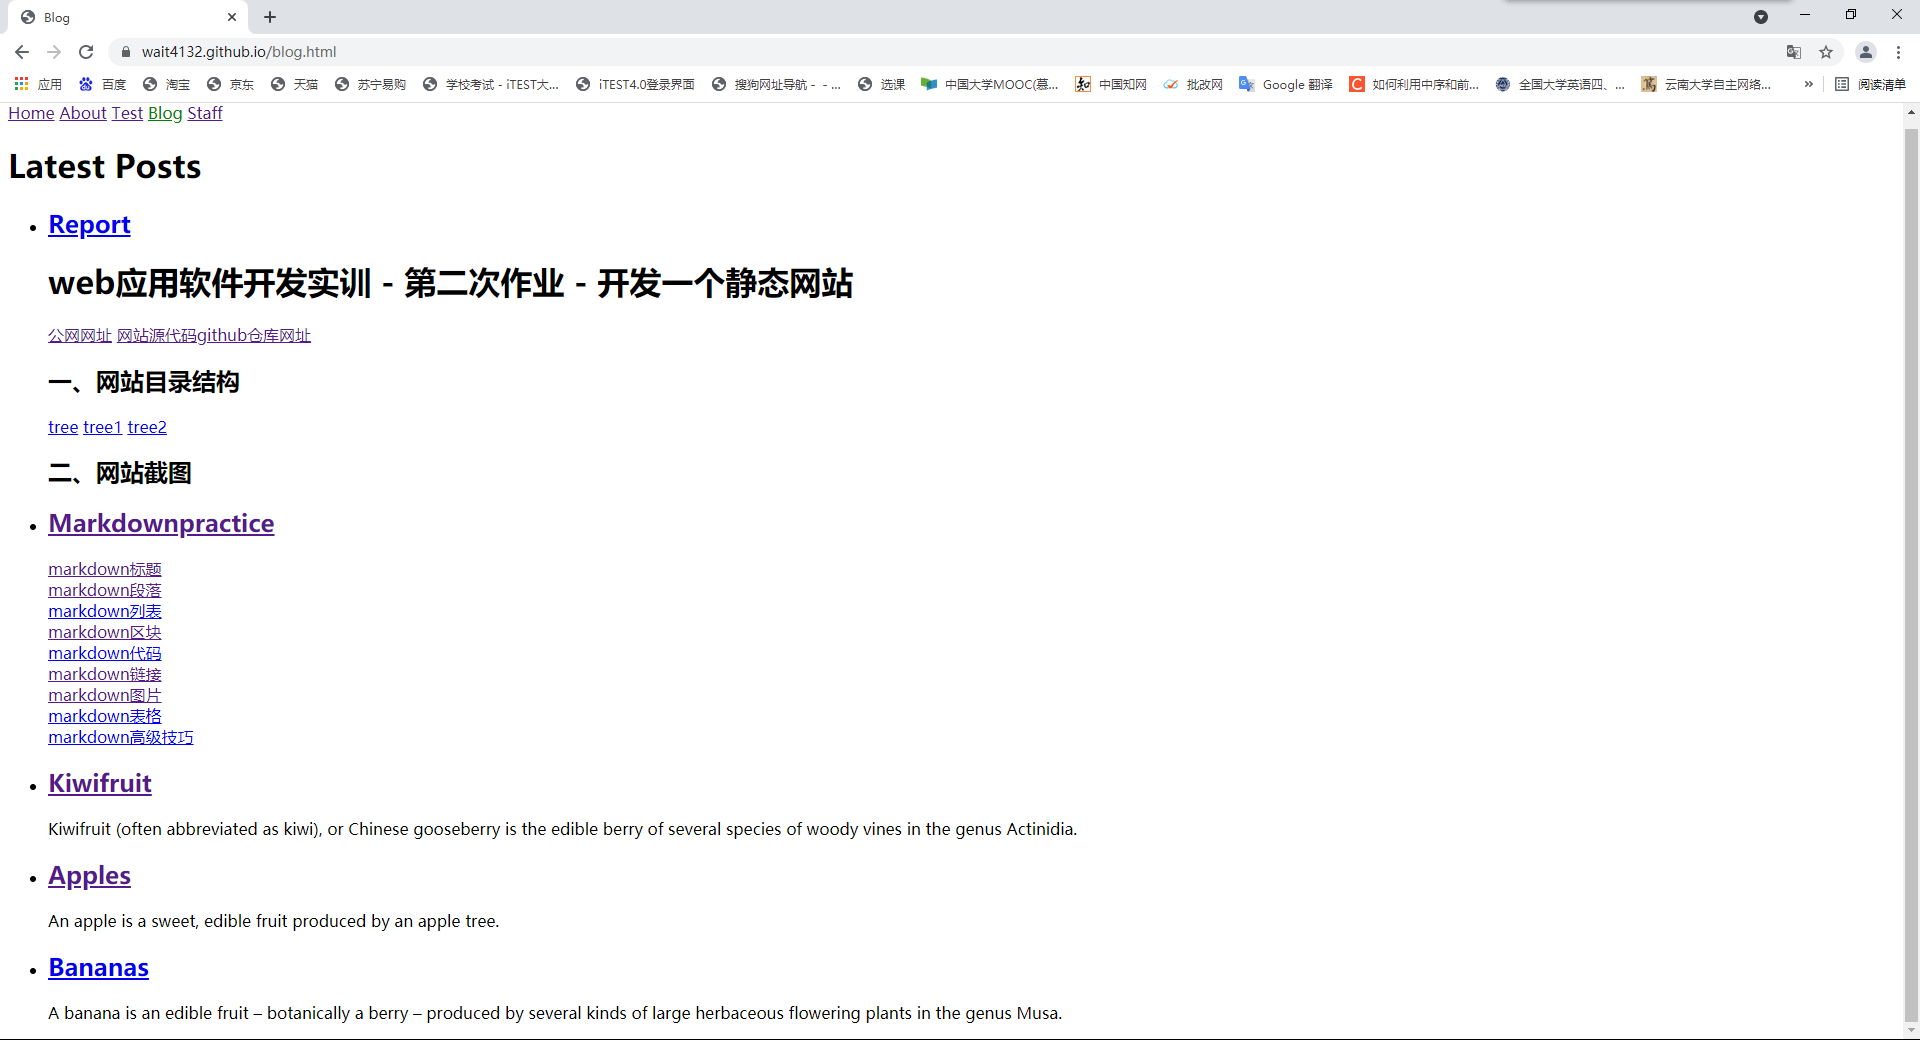 Blog
wait4132.github.io/blog.html
应用 百度 淘宝 京东 天猫 苏宁易购 学校考试 - iTEST大... iTEST4.0登录界面 搜狗网址导航 - - ... 选课 中国大学MOOC(慕... 中国知网 批改网 Google 翻译 如何利用中序和前... 全国大学英语四、... 云南大学自主网络... » 阅读清单
Home About Test Blog Staff
Latest Posts
Report
web应用软件开发实训 - 第二次作业 - 开发一个静态网站
公网网址 网站源代码github仓库网址
一、网站目录结构
tree tree1 tree2
二、网站截图
Markdownpractice
markdown标题
markdown段落
markdown列表
markdown区块
markdown代码
markdown链接
markdown图片
markdown表格
markdown高级技巧
Kiwifruit
Kiwifruit (often abbreviated as kiwi), or Chinese gooseberry is the edible berry of several species of woody vines in the genus Actinidia.
Apples
An apple is a sweet, edible fruit produced by an apple tree.
Bananas
A banana is an edible fruit – botanically a berry – produced by several kinds of large herbaceous flowering plants in the genus Musa.